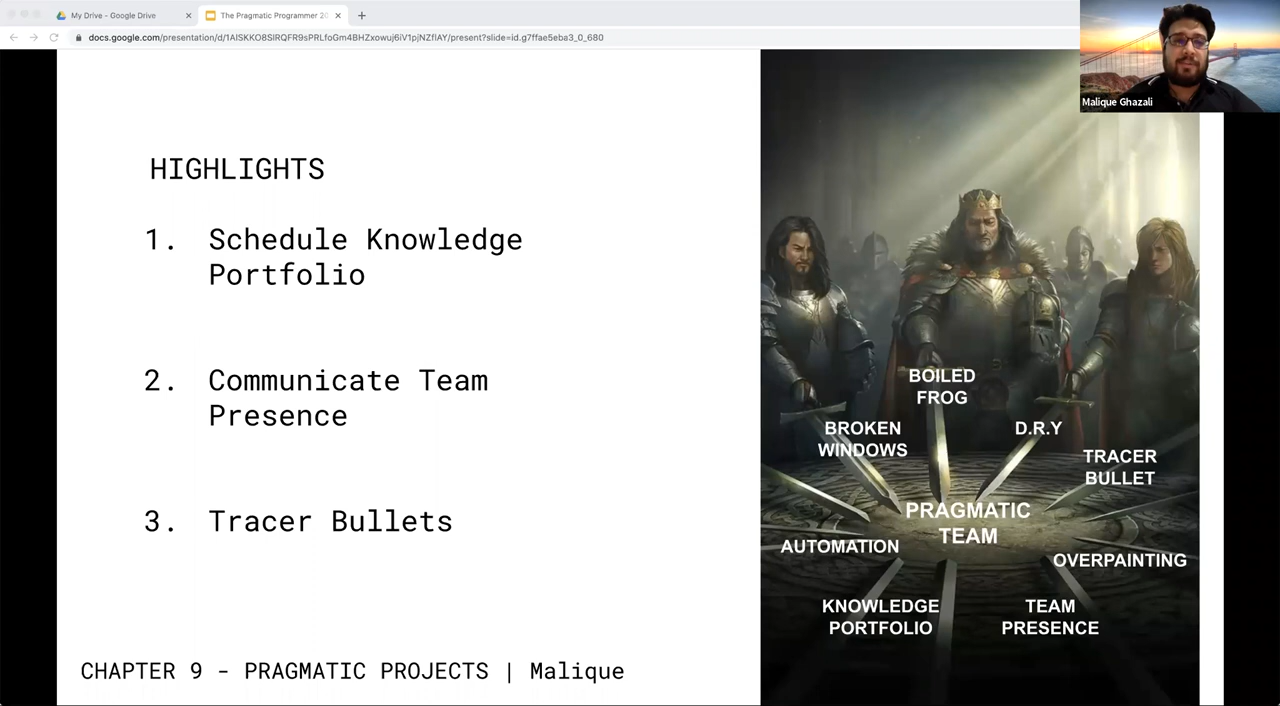 My Drive - Google Drive
The Pragmatic Programmer 20
docs.google.com/presentation/d/1AlSKKO8SlRQFR9sPRLfoGm4BHZxowuj6iV1pjNZflAY/present?slide=id.g7ffae5eba3_0_680
Malique Ghazali
HIGHLIGHTS
1. Schedule Knowledge
Portfolio
2. Communicate Team
Presence
3. Tracer Bullets
CHAPTER 9 - PRAGMATIC PROJECTS | Malique
BOILED
FROG
BROKEN
WINDOWS
D.R.Y
TRACER
BULLET
PRAGMATIC
TEAM
AUTOMATION
OVERPAINTING
KNOWLEDGE
PORTFOLIO
TEAM
PRESENCE